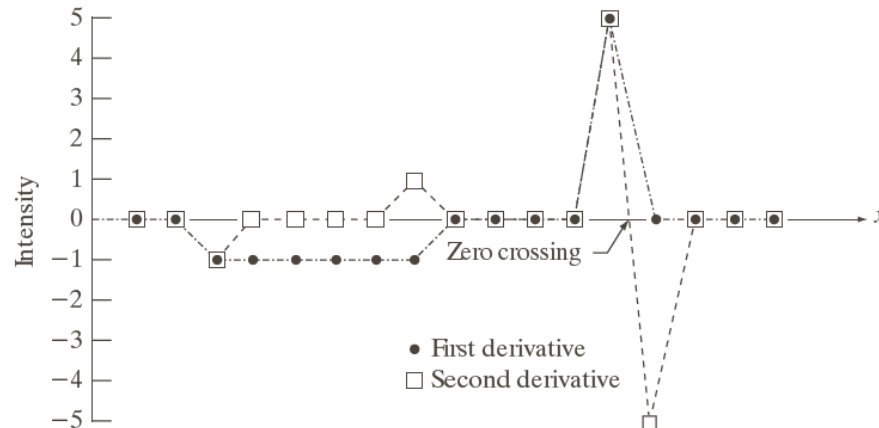 5
4
3
2
1
0
−1
−2
−3
−4
−5
Intensity
x
Zero crossing
First derivative
Second derivative